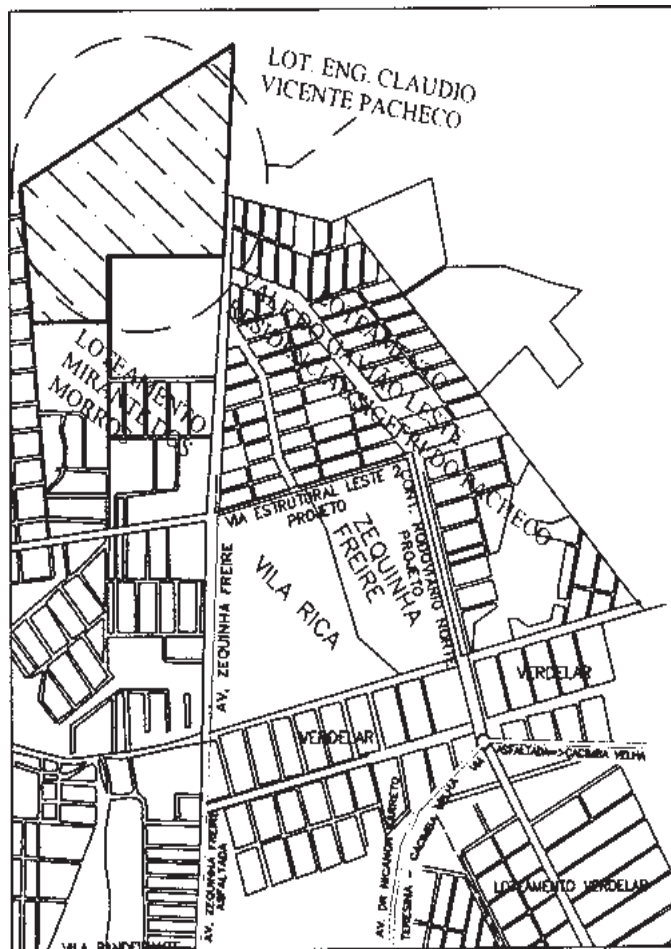 LOT. ENG. CLAUDIO
VICENTE PACHECO
LOTEAMENTO
MIRANTE DOS
MORROS
VIA ESTRUTURAL LESTE 2
PROJETO
CONT. RODOVIARIO NORTE
PROJETO
ZEQUINHA
FREIRE
VILA RICA
AV. ZEQUINHA FREIRE
VERDELAR
VERDELAR
ASFALTADA=>CACIMBA VELHA
AV. ZEQUINHA FREIRE
ASFALTADA
AV. DR NICANOR BARRETO
TERESINA - CACIMBA VELHA
LOTEAMENTO VERDELAR
VILA BANDEIRANTE